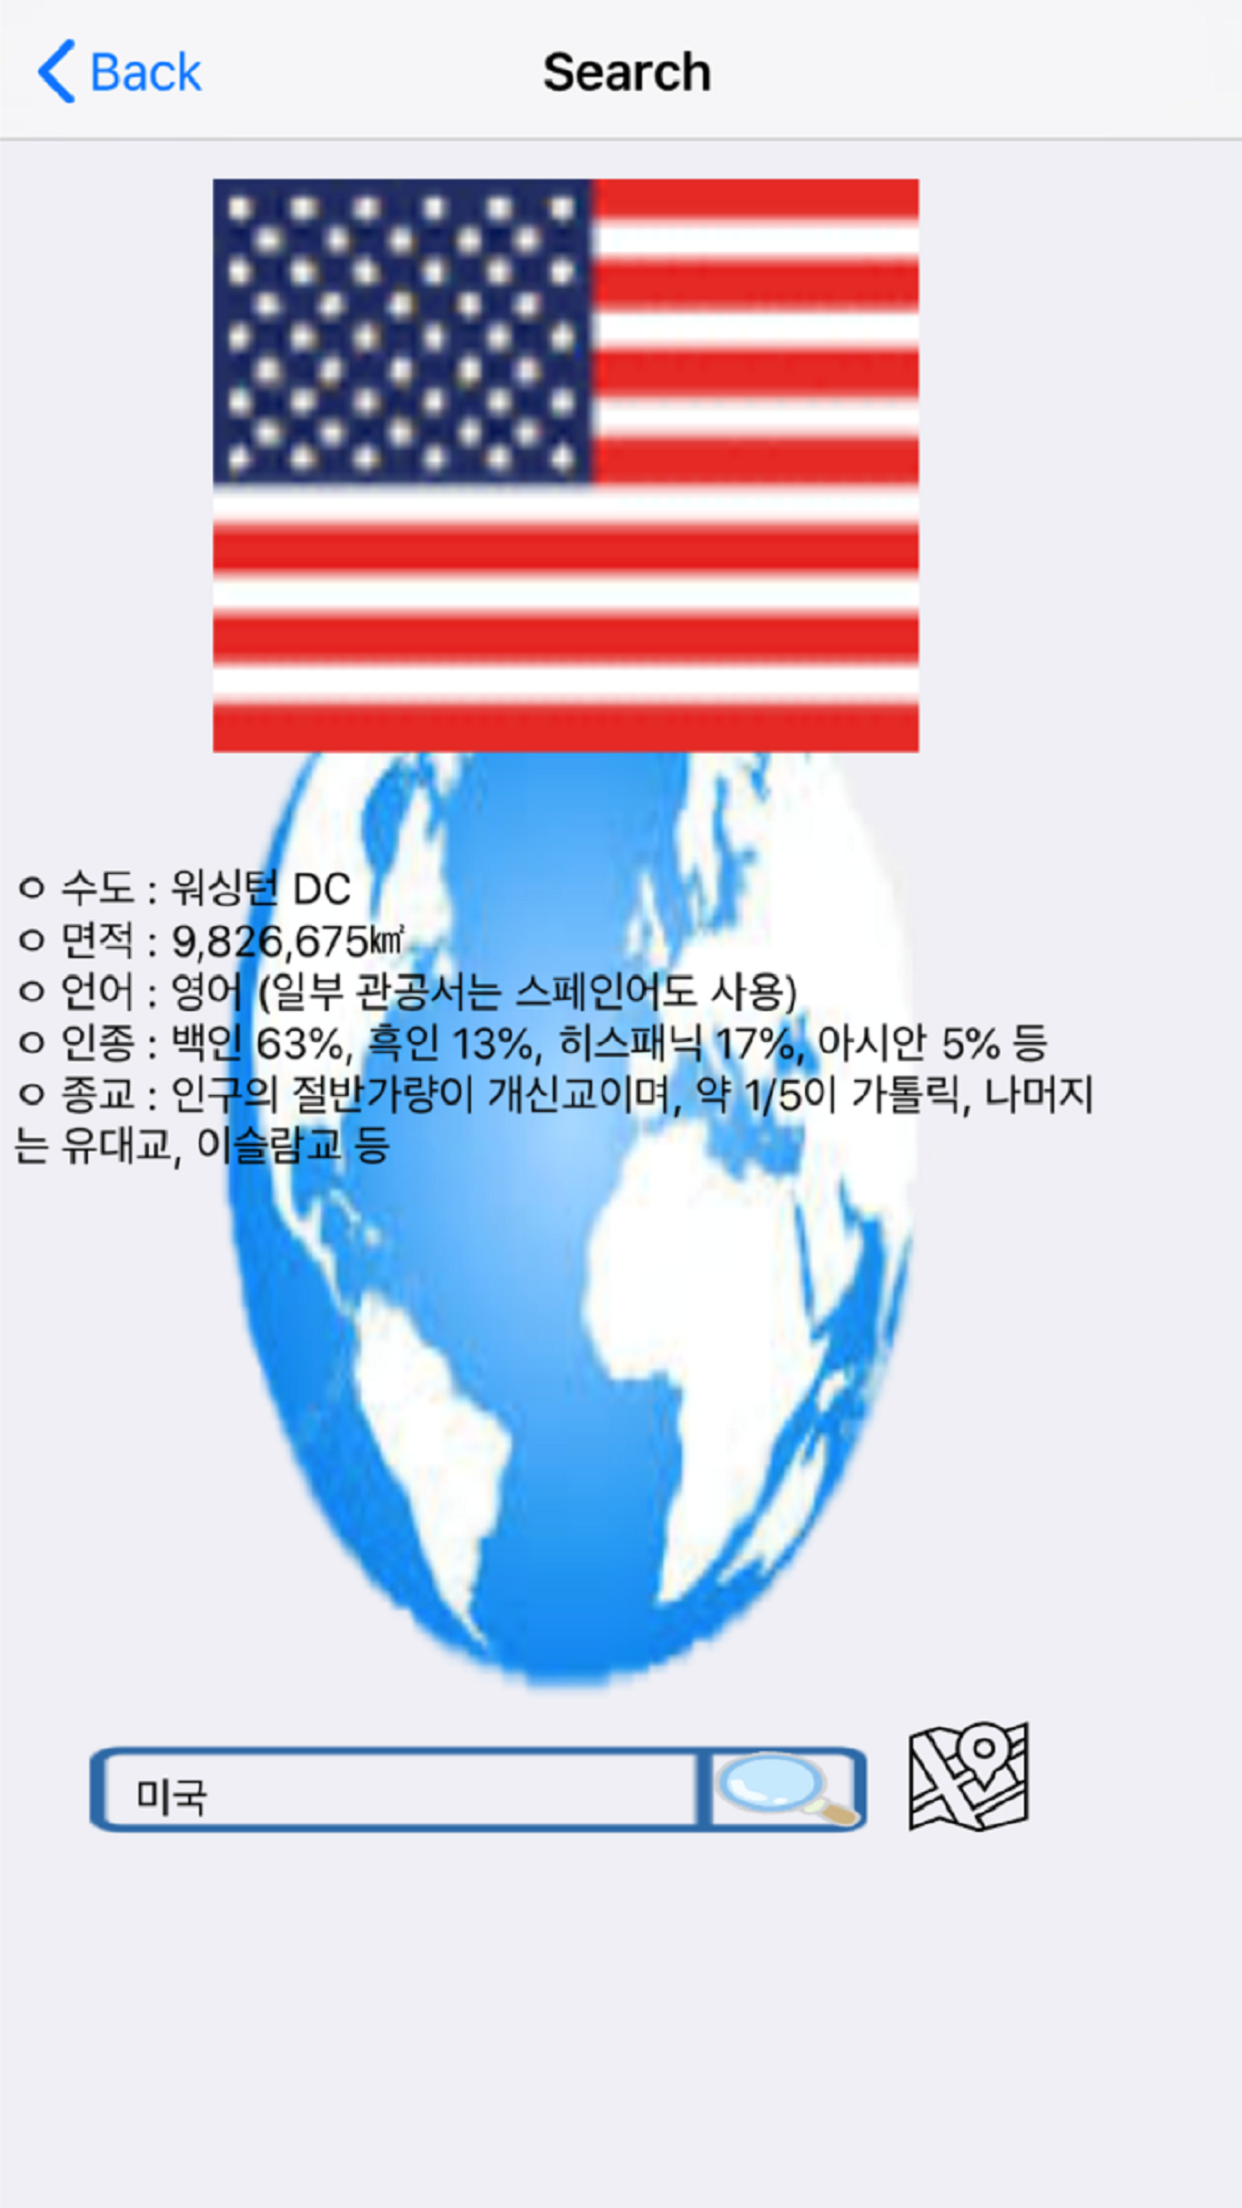 Back
Search
ㅇ 수도 : 워싱턴 DC
ㅇ 면적 : 9,826,675㎢
ㅇ 언어 : 영어 (일부 관공서는 스페인어도 사용)
ㅇ 인종 : 백인 63%, 흑인 13%, 히스패닉 17%, 아시안 5% 등
ㅇ 종교 : 인구의 절반가량이 개신교이며, 약 1/5이 가톨릭, 나머지
는 유대교, 이슬람교 등
미국